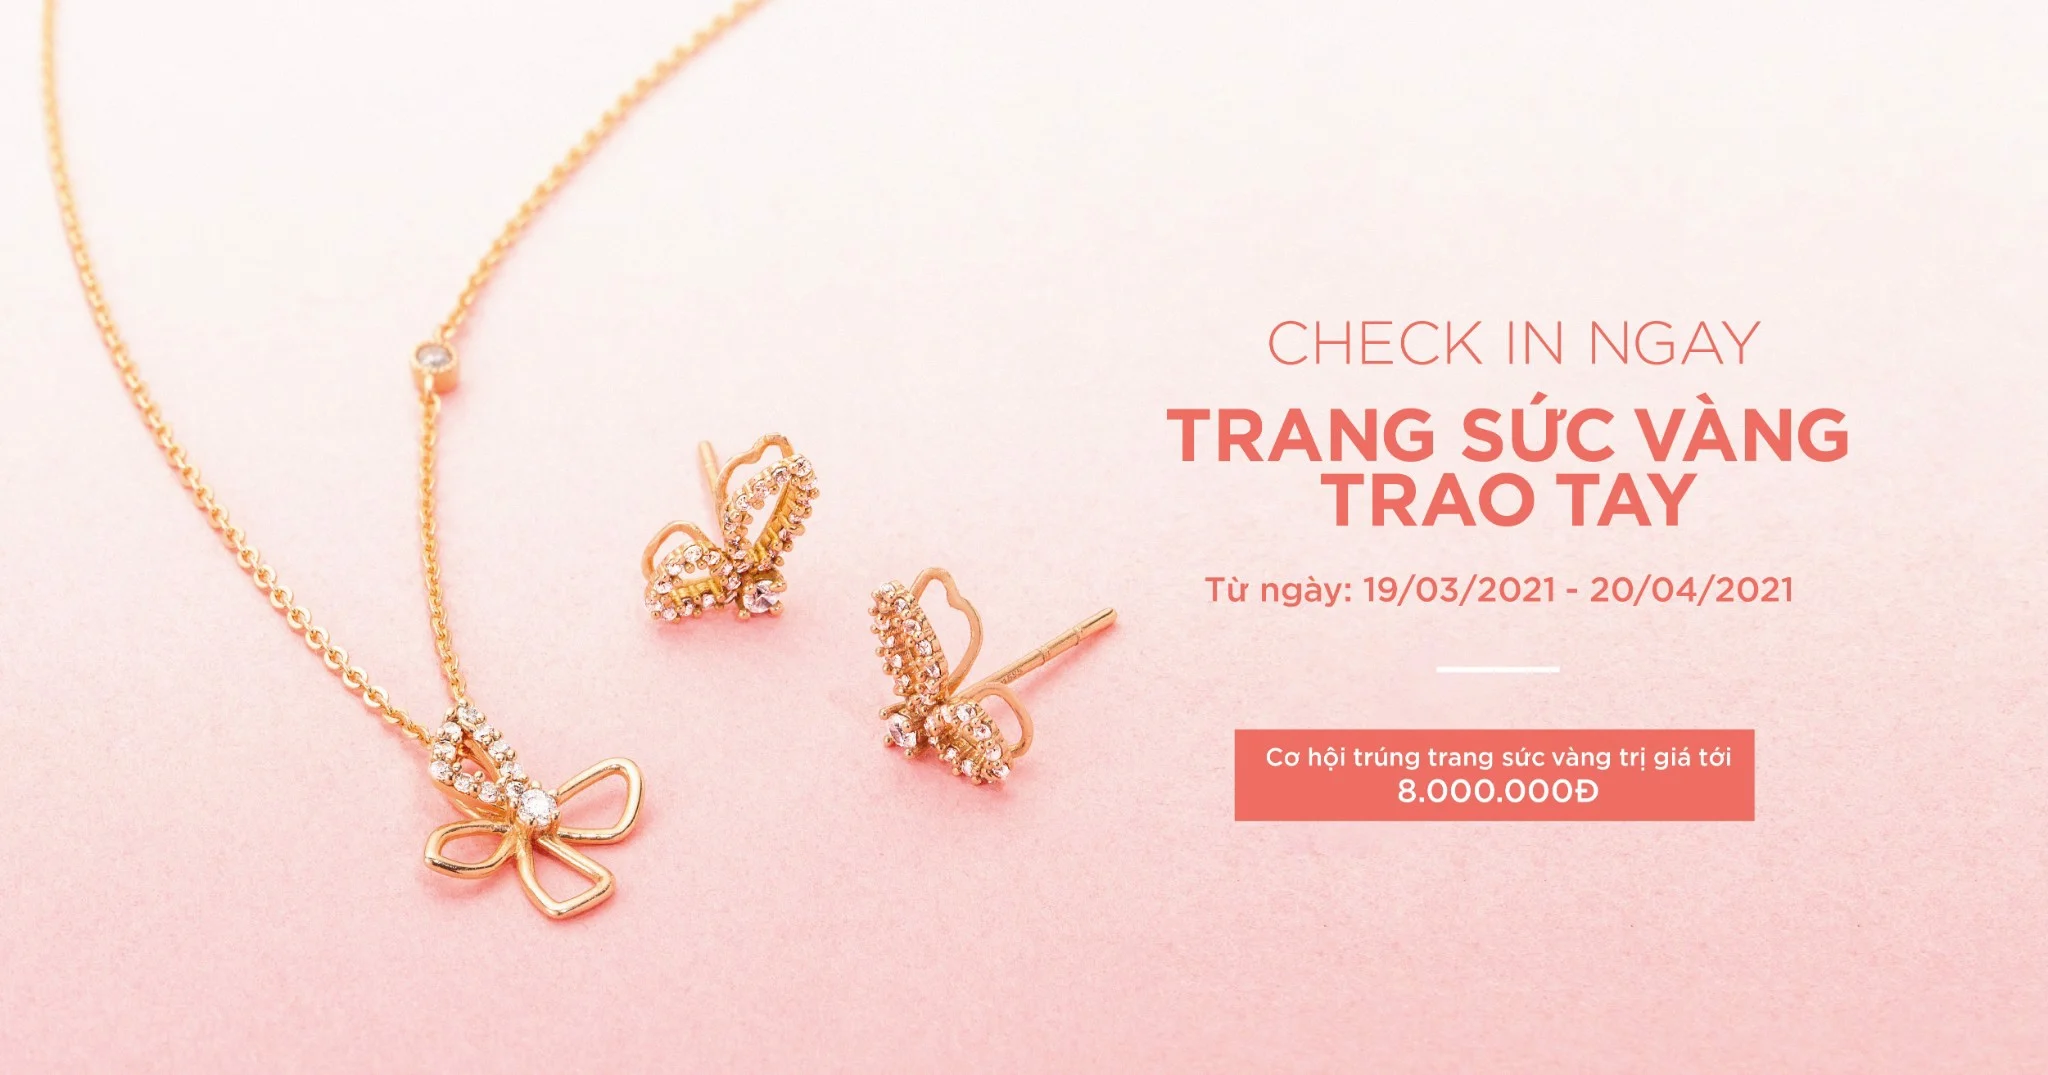 CHECK IN NGAY
TRANG SỨC VÀNG
TRAO TAY
Từ ngày: 19/03/2021 - 20/04/2021
Cơ hội trúng trang sức vàng trị giá tới
8.000.000Đ